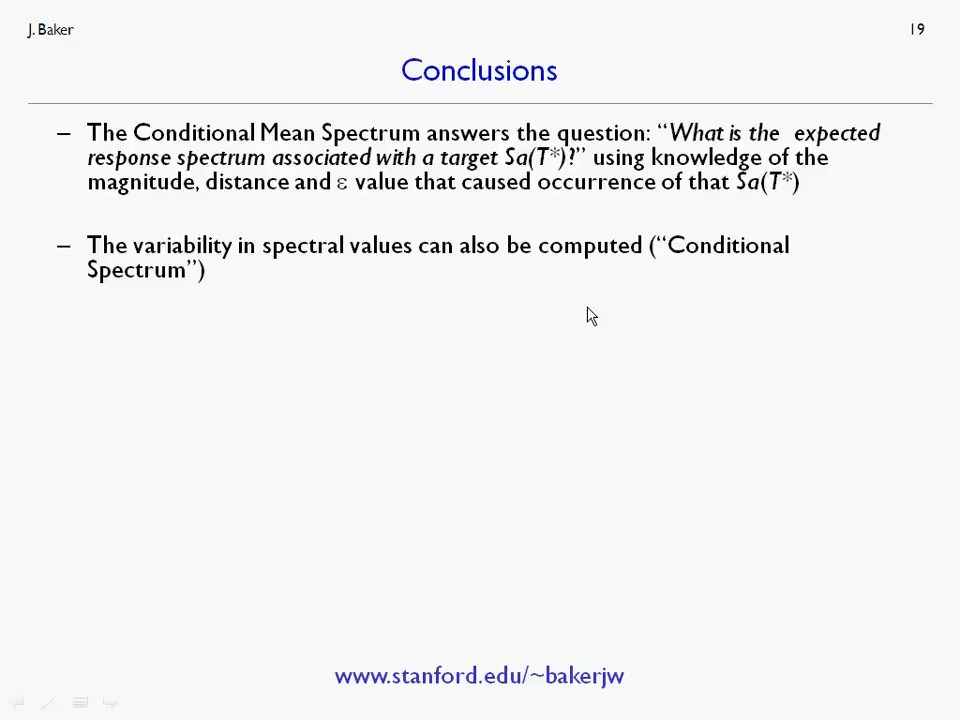 J. Baker
19
Conclusions
– The Conditional Mean Spectrum answers the question: “What is the expected
response spectrum associated with a target Sa(T*)?” using knowledge of the
magnitude, distance and ε value that caused occurrence of that Sa(T*)
– The variability in spectral values can also be computed (“Conditional
Spectrum”)
www.stanford.edu/~bakerjw